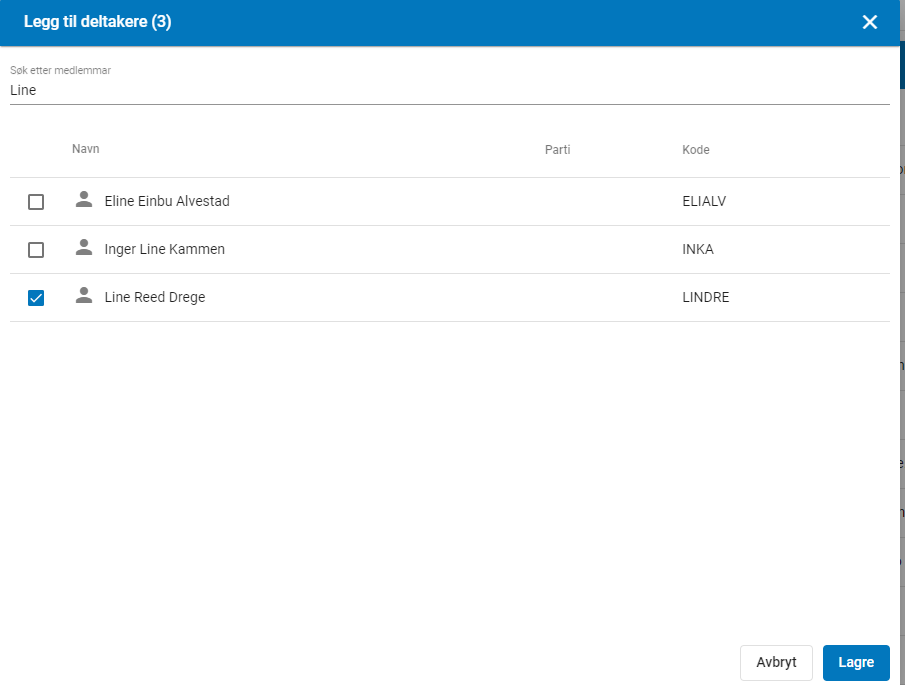 Legg til deltakere (3)
Søk etter medlemmar
Line
Navn Parti Kode
Eline Einbu Alvestad ELIALV
Inger Line Kammen INKA
Line Reed Drege LINDRE
Avbryt Lagre